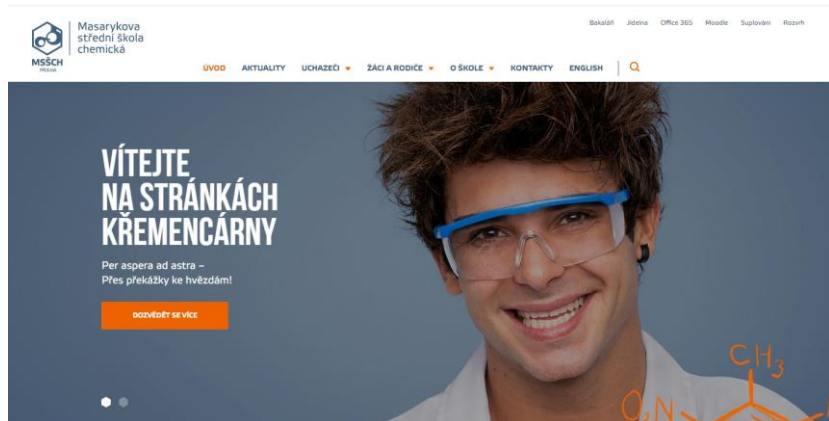 Masarykova
střední škola
chemická
MSŠCH
PRAHA
Bakaláři Jídelna Office 365 Moodle Suplování Rozvrh
ÚVOD AKTUALITY UCHAZEČI ŽÁCI A RODIČE O ŠKOLE KONTAKTY ENGLISH
VÍTEJTE
NA STRÁNKÁCH
KŘEMENCÁRNY
Per aspera ad astra –
Přes překážky ke hvězdám!
DOZVĚDĚT SE VÍCE
CH3
O2N